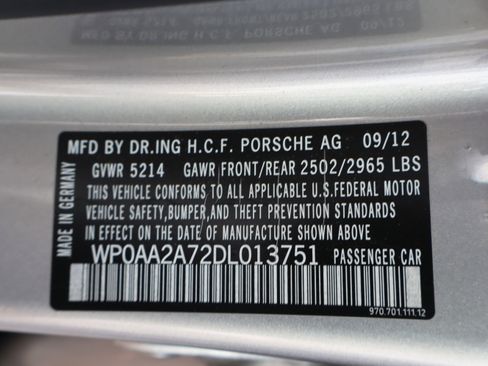 MFD BY DR.ING H.C.F. PORSCHE AG 09/12
GVWR 5214 GAWR FRONT/REAR 2502/2965 LBS
THIS VEHICLE CONFORMS TO ALL APPLICABLE U.S.FEDERAL MOTOR
VEHICLE SAFETY,BUMPER,AND THEFT PREVENTION STANDARDS
IN EFFECT ON THE DATE OF MANUFACTURE SHOWN ABOVE.
WP0AA2A72DL013751 PASSENGER CAR
MADE IN GERMANY
970.701.111.12